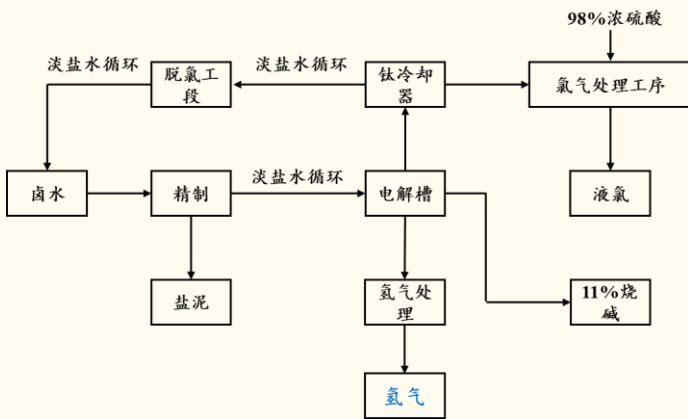 98%浓硫酸
淡盐水循环
脱氯工
段
淡盐水循环
钛冷却
器
氯气处理工序
卤水
精制
淡盐水循环
电解槽
液氯
盐泥
氢气处
理
11%烧
碱
氢气